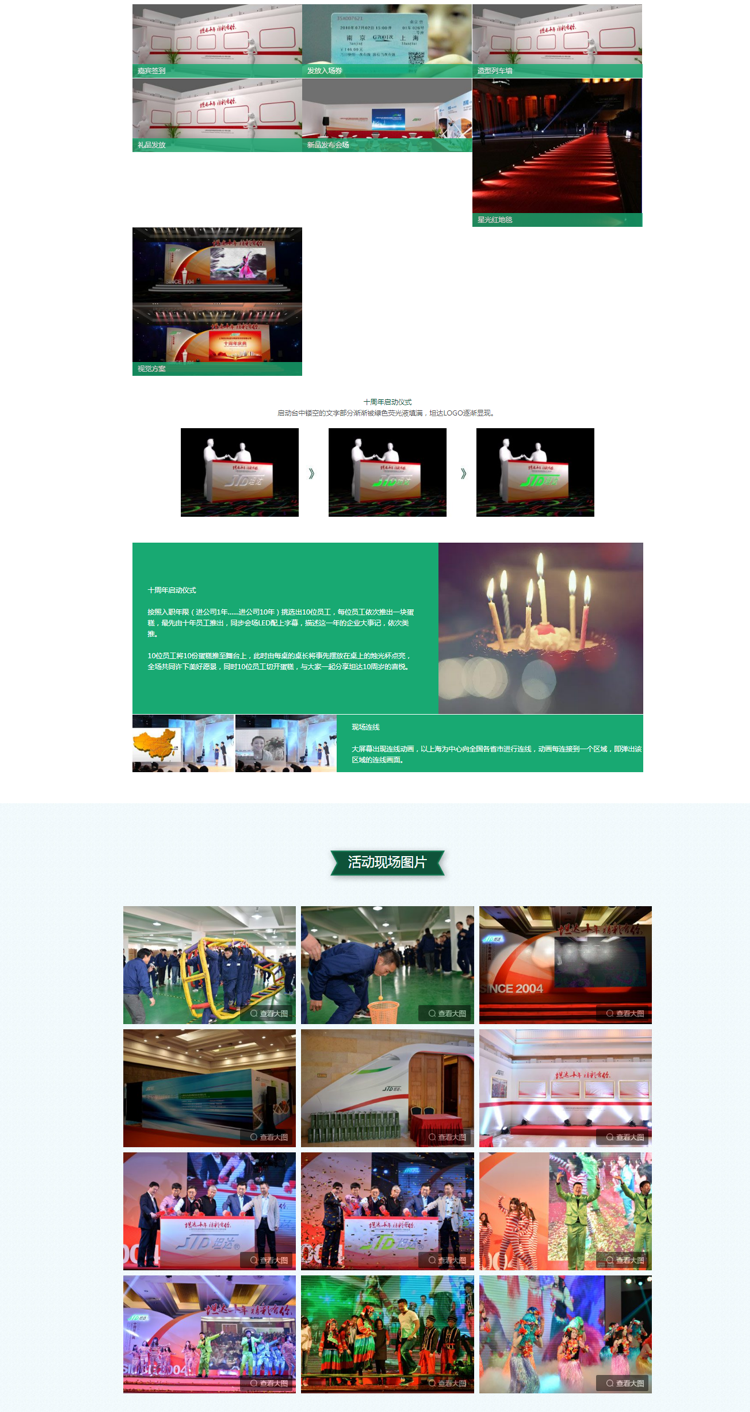 嘉宾签到
发放入场券
造型列车墙
礼品发放
新品发布会场
星光红地毯
视觉方案
十周年启动仪式
启动台中镂空的文字部分渐渐被绿色荧光液填满，坦达LOGO逐渐显现。
》
》
十周年启动仪式
按照入职年限（进公司1年……进公司10年）挑选出10位员工，每位员工依次推出一块蛋
糕，最先由十年员工推出，同步会场LED配上字幕，描述这一年的企业大事记，依次类
推。
10位员工将10份蛋糕推至舞台上，此时由每桌的桌长将事先摆放在桌上的烛光杯点亮，
全场共同许下美好愿景，同时10位员工切开蛋糕，与大家一起分享坦达10周岁的喜悦。
现场连线
大屏幕出现连线动画，以上海为中心向全国各省市进行连线，动画每连接到一个区域，即弹出该
区域的连线画面。
活动现场图片
SINCE 2004
查看大图
查看大图
查看大图
查看大图
查看大图
查看大图
STD坦达
查看大图
查看大图
查看大图
查看大图
查看大图
查看大图